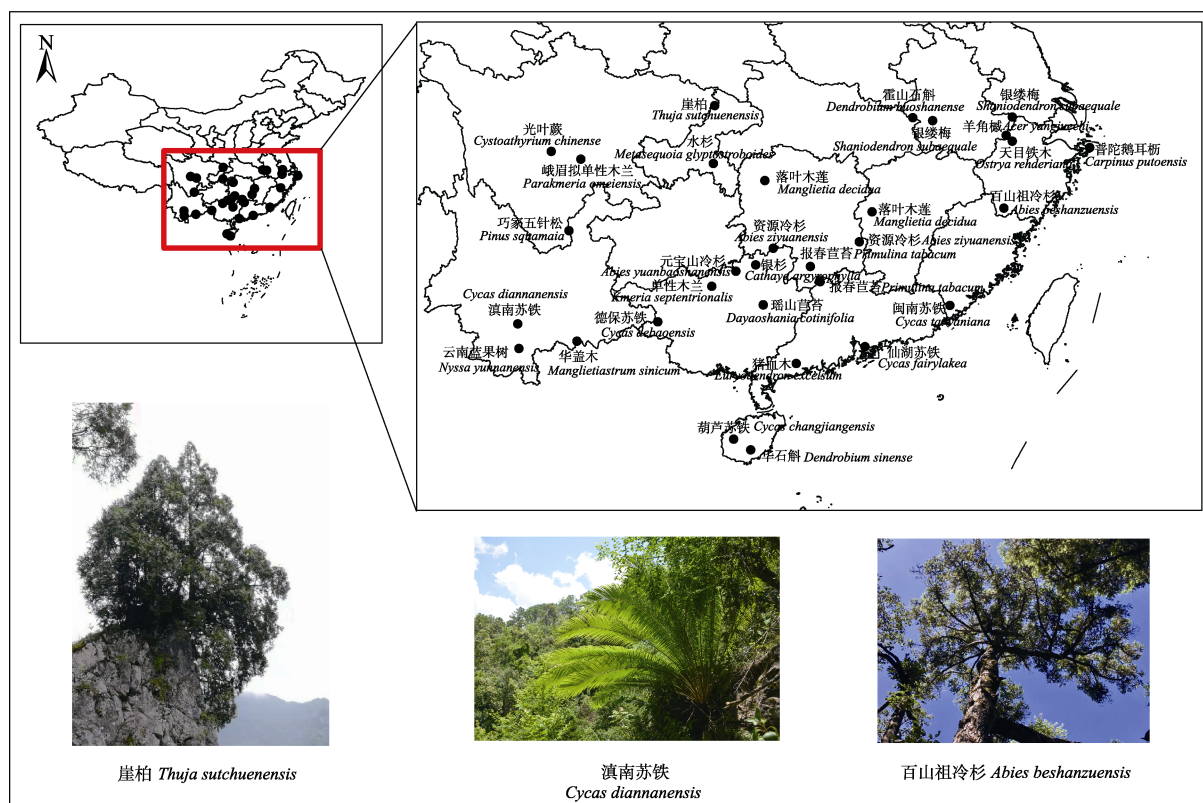 N
崖柏
Thuja sutchuenensis
霍山石斛
Dendrobium huoshanense
银缕梅
Shaniodendron subaequale
银缕梅
Shaniodendron subaequale
羊角槭 Acer yangjuechi
天目铁木
Ostrya rehderiana
普陀鹅耳枥
Carpinus putoensis
光叶蕨
Cystoathyrium chinense
水杉
Metasequoia glyptostroboides
峨眉拟单性木兰
Parakmeria omeiensis
落叶木莲
Manglietia decidua
百山祖冷杉
Abies beshanzuensis
巧家五针松
Pinus squamaia
资源冷杉
Abies ziyuanensis
落叶木莲
Manglietia decidua
资源冷杉 Abies ziyuanensis
元宝山冷杉
Abies yuanbaoshanensis
银杉
Cathaya argyrophylla
报春苣苔
Primulina tabacum
单性木兰
Kmeria septentrionalis
报春苣苔 Primulina tabacum
Cycas diannanensis
滇南苏铁
德保苏铁
Cycas debaoensis
瑶山苣苔
Dayaoshania cotinifolia
闽南苏铁
Cycas taiwaniana
云南蓝果树
Nyssa yunnanensis
华盖木
Manglietiastrum sinicum
猪血木
Euryodendron excelsum
仙湖苏铁
Cycas fairylakea
葫芦苏铁 Cycas changjiangensis
华石斛 Dendrobium sinense
崖柏 Thuja sutchuenensis
滇南苏铁
Cycas diannanensis
百山祖冷杉 Abies beshanzuensis